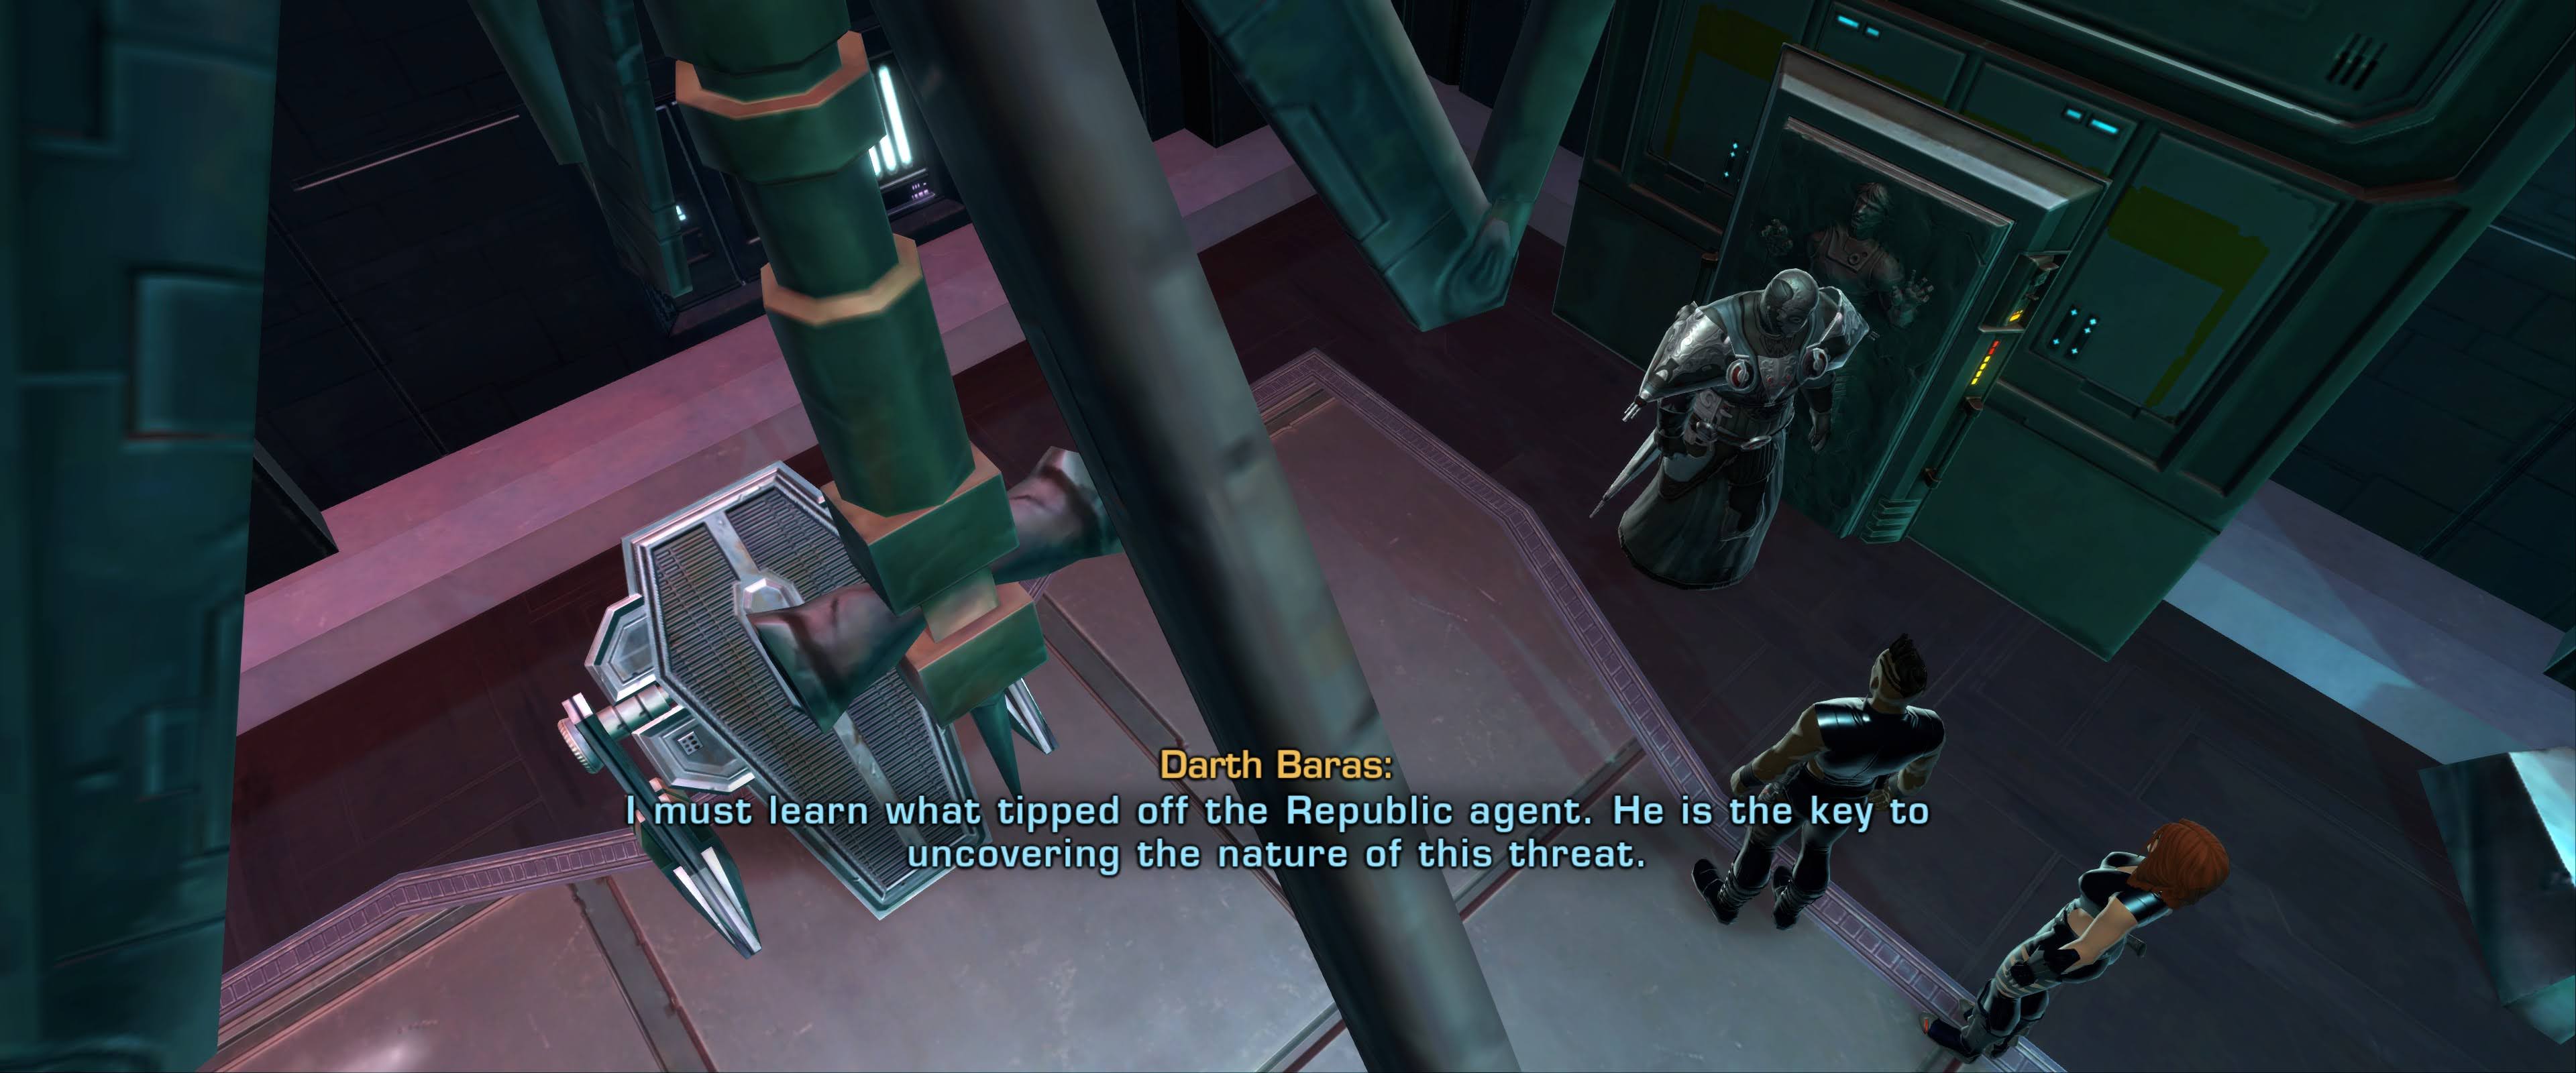 Darth Baras:
I must learn what tipped off the Republic agent. He is the key to
uncovering the nature of this threat.